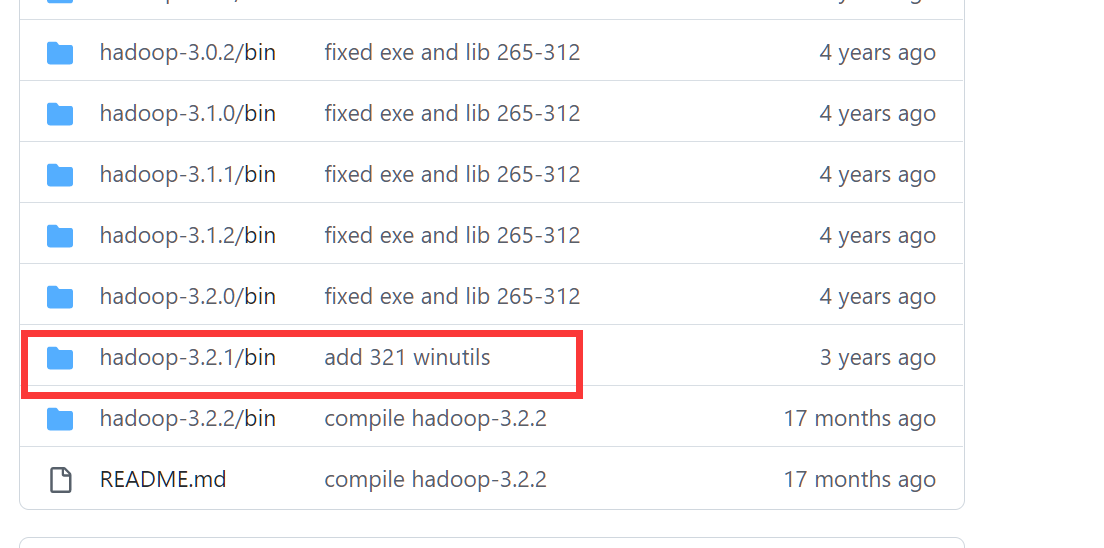 hadoop-3.0.2/bin fixed exe and lib 265-312 4 years ago
hadoop-3.1.0/bin fixed exe and lib 265-312 4 years ago
hadoop-3.1.1/bin fixed exe and lib 265-312 4 years ago
hadoop-3.1.2/bin fixed exe and lib 265-312 4 years ago
hadoop-3.2.0/bin fixed exe and lib 265-312 4 years ago
hadoop-3.2.1/bin add 321 winutils 3 years ago
hadoop-3.2.2/bin compile hadoop-3.2.2 17 months ago
README.md compile hadoop-3.2.2 17 months ago